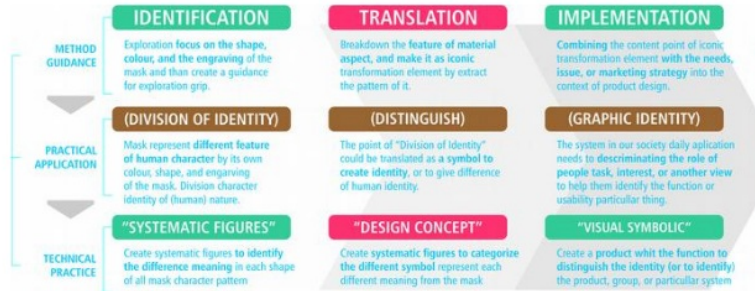 IDENTIFICATION
TRANSLATION
IMPLEMENTATION
METHOD
GUIDANCE
Exploration focus on the shape,
colour, and the engraving of the
mask and than create a guidance
for exploration grip.
Breakdown the feature of material
aspect, and make it as iconic
transformation element by extract
the pattern of it.
Combining the content point of iconic
transformation element with the needs,
issue, or marketing strategy into the
context of product design.
(DIVISION OF IDENTITY)
(DISTINGUISH)
(GRAPHIC IDENTITY)
PRACTICAL
APPLICATION
Mask represent different feature
of human character by its own
colour, shape, and engarving
of the mask. Division character
identity of (human) nature.
The point of "Division of Identity"
could be translated as a symbol to
create identity, or to give difference
of human identity.
The system in our society daily aplication
needs to descriminating the role of
people task, interest, or another view
to help them identify the function or
usability particular thing.
"SYSTEMATIC FIGURES"
"DESIGN CONCEPT"
"VISUAL SYMBOLIC"
TECHNICAL
PRACTICE
Create systematic figures to identify
the difference meaning in each shape
of all mask character pattern
Create systematic figures to categorize
the different symbol represent each
different meaning from the mask
Create a product whit the function to
distinguish the identity (or to identify)
the product, group, or particular system